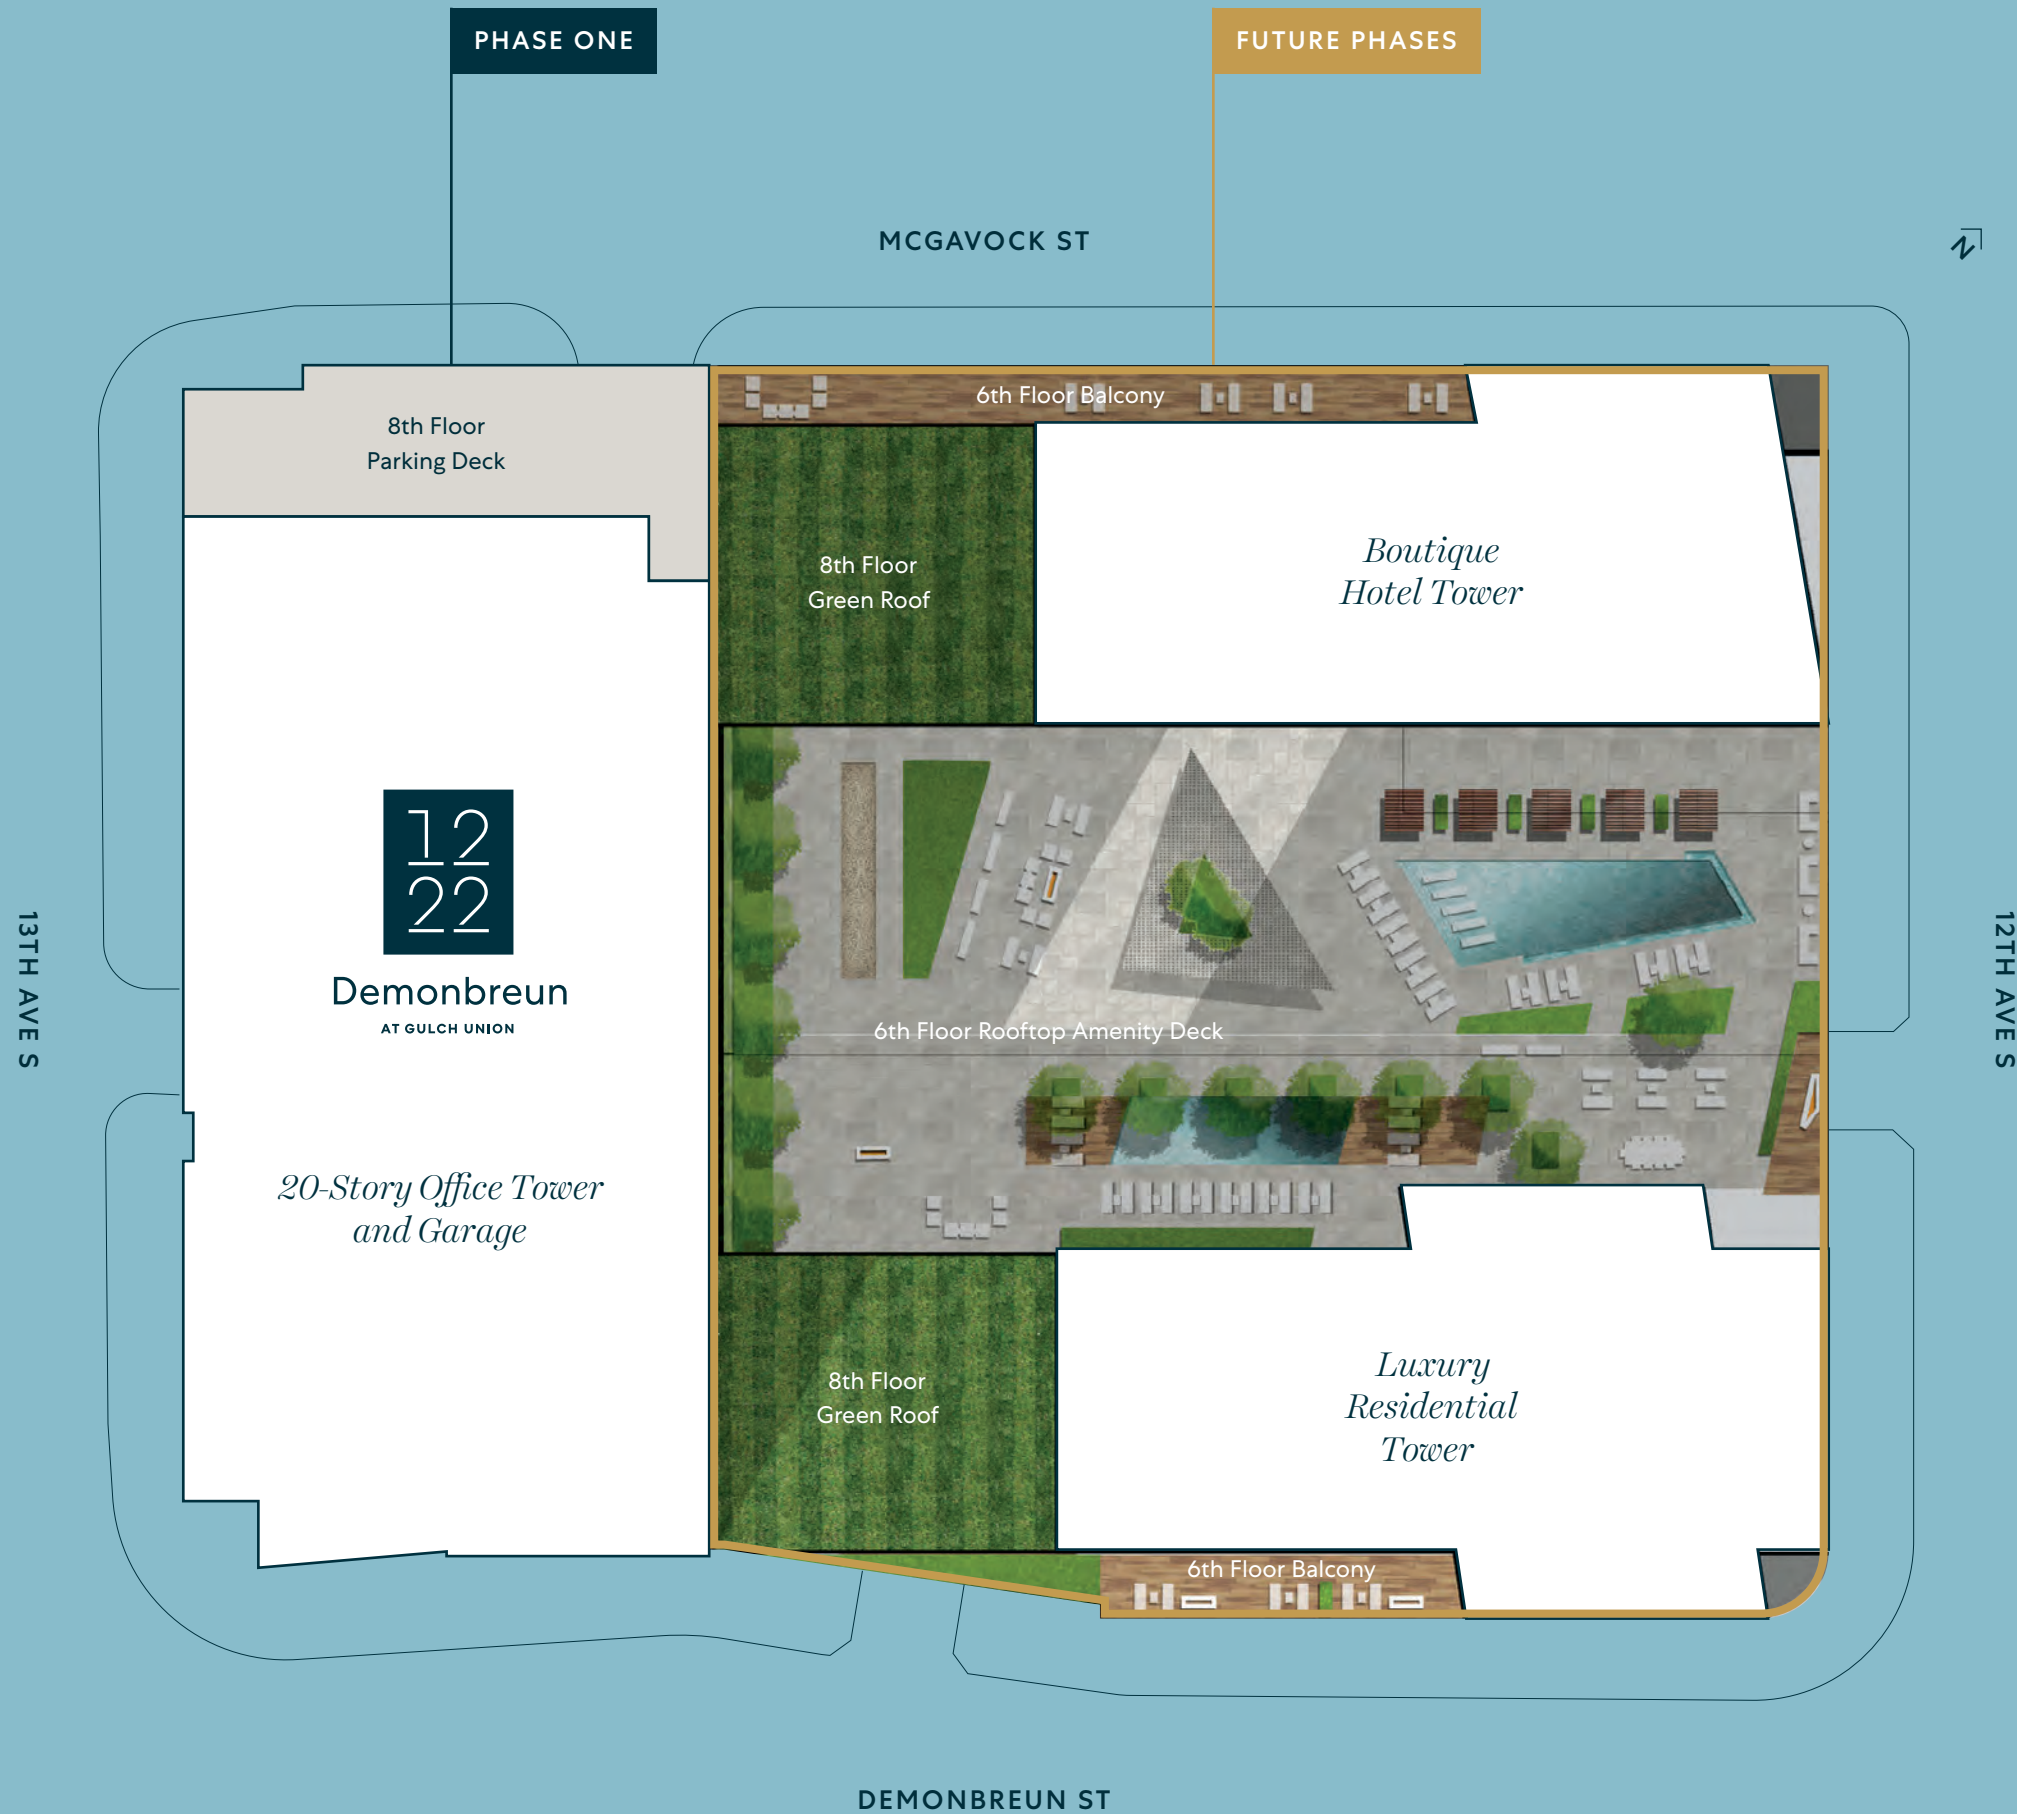 PHASE ONE
FUTURE PHASES
MCGAVOCK ST
N
6th Floor Balcony
8th Floor
Parking Deck
8th Floor
Green Roof
Boutique
Hotel Tower
12
22
Demonbreun
AT GULCH UNION
13TH AVE S
12TH AVE S
6th Floor Rooftop Amenity Deck
20-Story Office Tower
and Garage
8th Floor
Green Roof
Luxury
Residential
Tower
6th Floor Balcony
DEMONBREUN ST